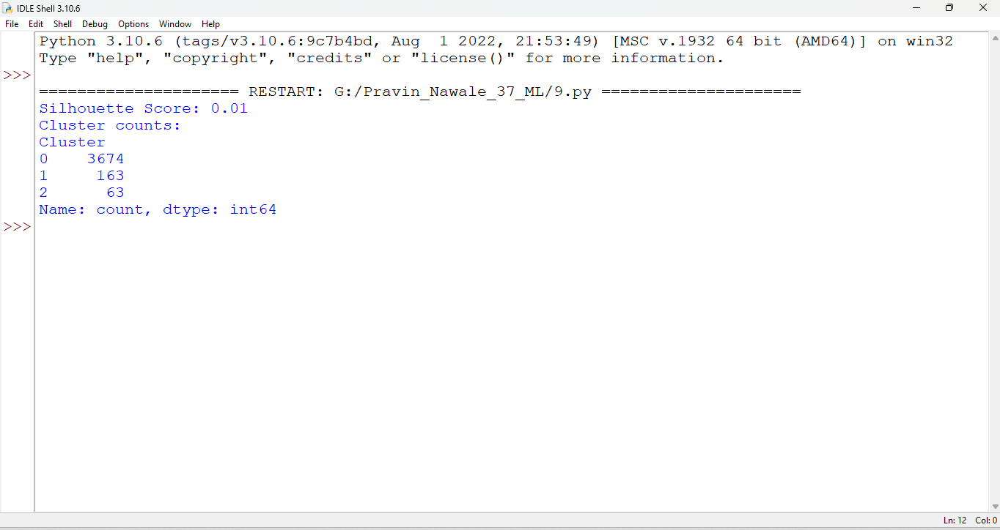 IDLE Shell 3.10.6
File Edit Shell Debug Options Window Help
Python 3.10.6 (tags/v3.10.6:9c7b4bd, Aug  1 2022, 21:53:49) [MSC v.1932 64 bit (AMD64)] on win32
Type "help", "copyright", "credits" or "license()" for more information.
>>>
===================== RESTART: G:/Pravin_Nawale_37_ML/9.py =====================
Silhouette Score: 0.01
Cluster counts:
Cluster
0    3674
1     163
2      63
Name: count, dtype: int64
>>>
Ln: 12 Col: 0